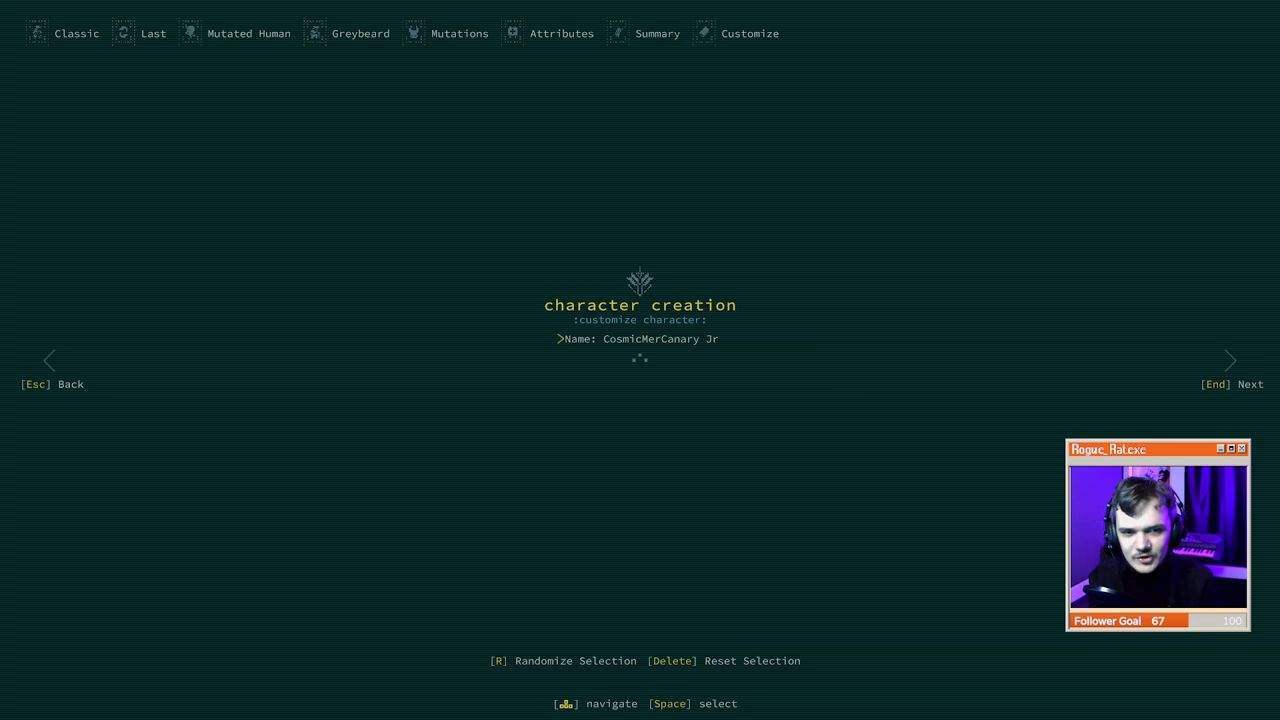 Classic Last Mutated Human Greybeard Mutations Attributes Summary Customize
character creation
:customize character:
>Name: CosmicMerCanary Jr
[Esc] Back
[End] Next
Rogue_Rat.exe
Follower Goal 67 100
[R] Randomize Selection [Delete] Reset Selection
navigate [Space] select